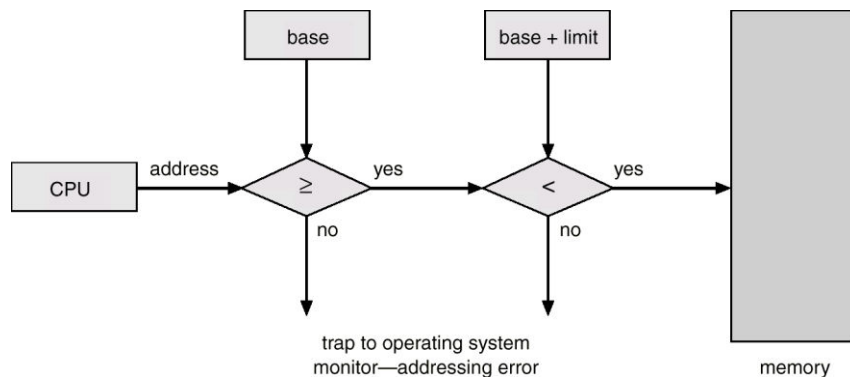 base
base + limit
CPU
address
≥
yes
<
yes
no
no
trap to operating system
monitor—addressing error
memory